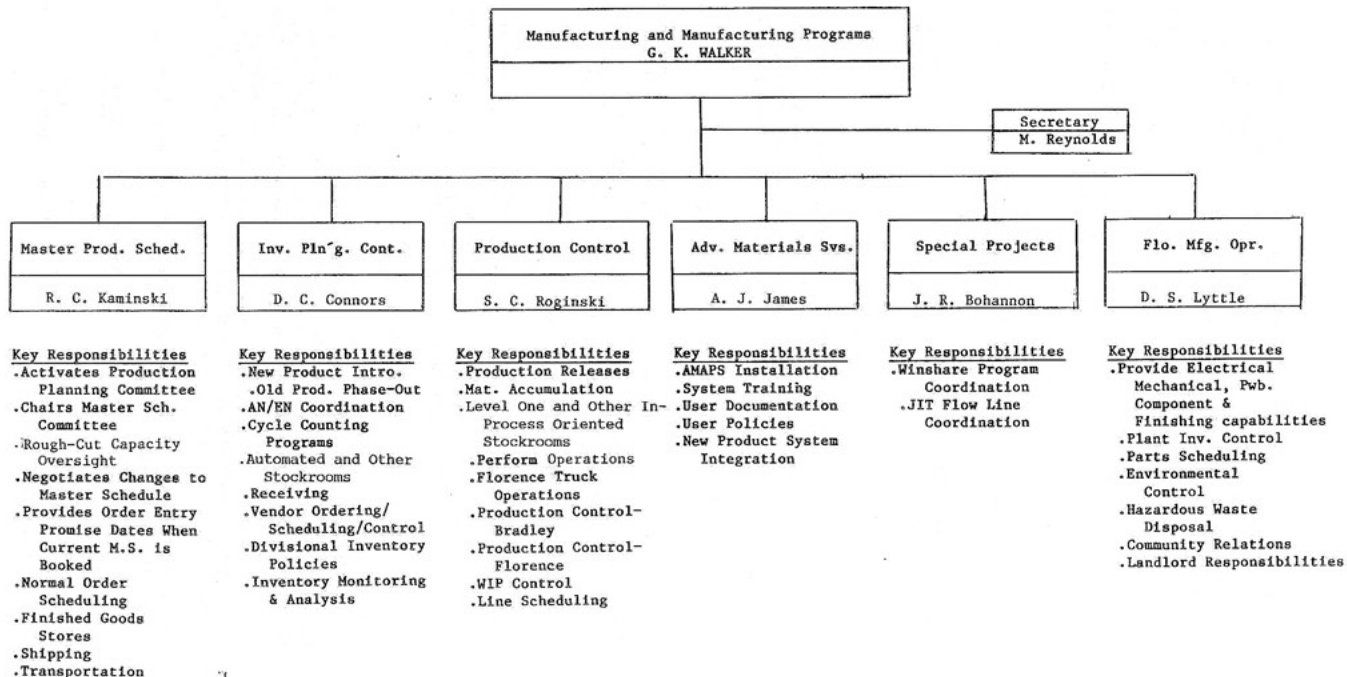 Manufacturing and Manufacturing Programs
G. K. WALKER
Secretary
M. Reynolds
Master Prod. Sched.
R. C. Kaminski
Key Responsibilities
.Activates Production
Planning Committee
.Chairs Master Sch.
Committee
.Rough-Cut Capacity
Oversight
.Negotiates Changes to
Master Schedule
.Provides Order Entry
Promise Dates When
Current M.S. is
Booked
.Normal Order
Scheduling
.Finished Goods
Stores
.Shipping
.Transportation
Inv. Pln´g. Cont.
D. C. Connors
Key Responsibilities
.New Product Intro.
.Old Prod. Phase-Out
.AN/EN Coordination
.Cycle Counting
Programs
.Automated and Other
Stockrooms
.Receiving
.Vendor Ordering/
Scheduling/Control
.Divisional Inventory
Policies
.Inventory Monitoring
& Analysis
Production Control
S. C. Roginski
Key Responsibilities
.Production Releases
.Mat. Accumulation
.Level One and Other In-
Process Oriented
Stockrooms
.Perform Operations
.Florence Truck
Operations
.Production Control-
Bradley
.Production Control-
Florence
.WIP Control
.Line Scheduling
Adv. Materials Svs.
A. J. James
Key Responsibilities
.AMAPS Installation
.System Training
.User Documentation
.User Policies
.New Product System
Integration
Special Projects
J. R. Bohannon
Key Responsibilities
.Winshare Program
Coordination
.JIT Flow Line
Coordination
Flo. Mfg. Opr.
D. S. Lyttle
Key Responsibilities
.Provide Electrical
Mechanical, Pwb.
Component &
Finishing capabilities
.Plant Inv. Control
.Parts Scheduling
.Environmental
Control
.Hazardous Waste
Disposal
.Community Relations
.Landlord Responsibilities